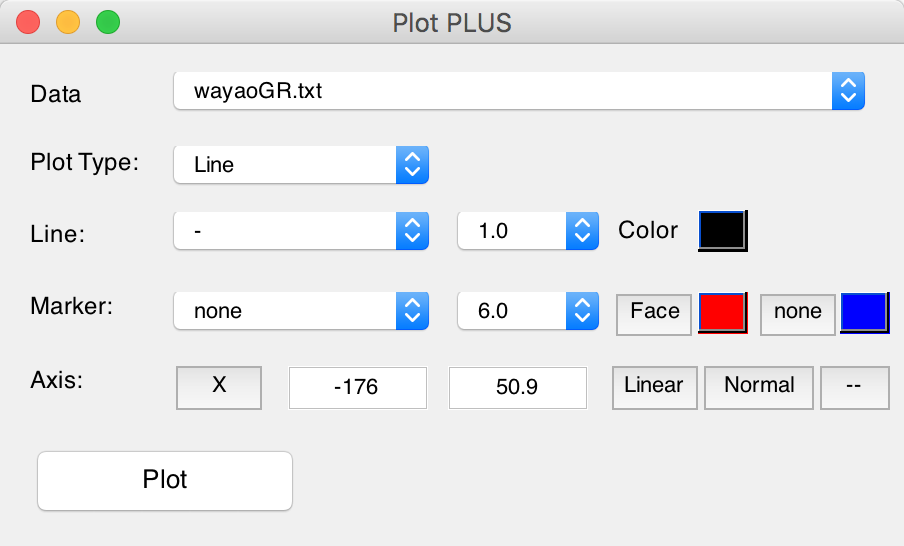 Plot PLUS
Data wayaoGR.txt
Plot Type: Line
Line: - 1.0 Color
Marker: none 6.0 Face none
Axis: X -176 50.9 Linear Normal --
Plot